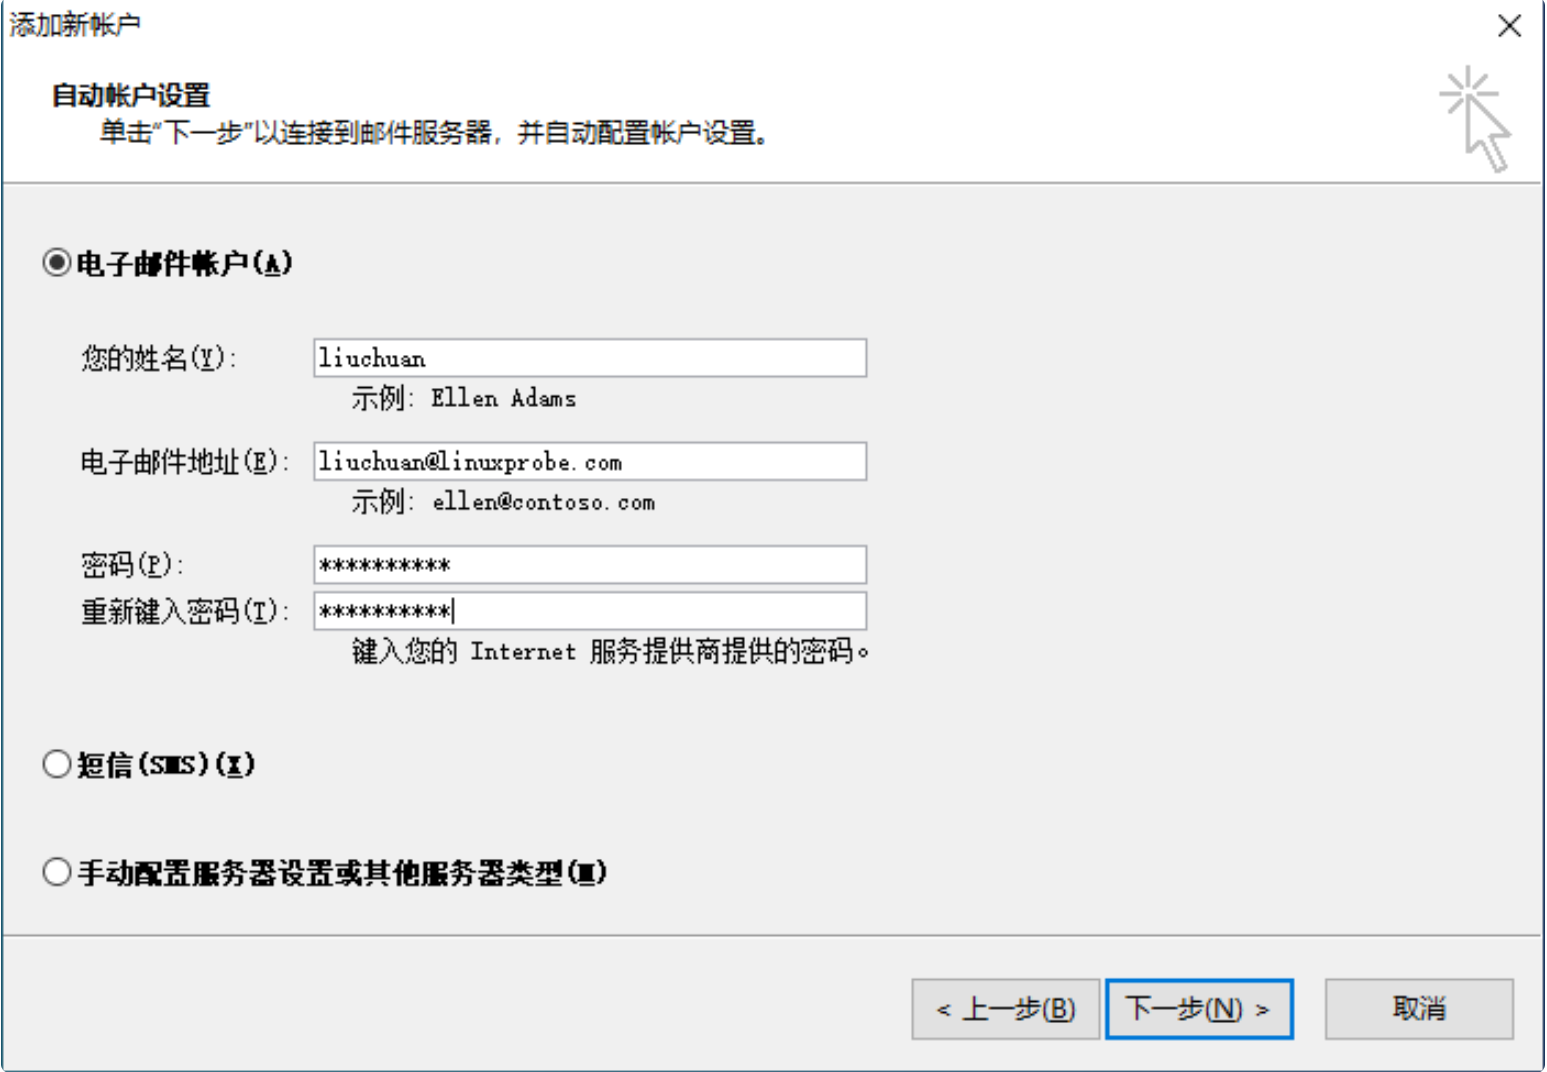 添加新帐户
自动帐户设置
单击“下一步”以连接到邮件服务器，并自动配置帐户设置。
电子邮件帐户(A)
您的姓名(Y): liuchuan
示例: Ellen Adams
电子邮件地址(E): liuchuan@linuxprobe.com
示例: ellen@contoso.com
密码(P): **********
重新键入密码(T): **********
键入您的 Internet 服务提供商提供的密码。
短信(SMS)(X)
手动配置服务器设置或其他服务器类型(M)
< 上一步(B) 下一步(N) > 取消